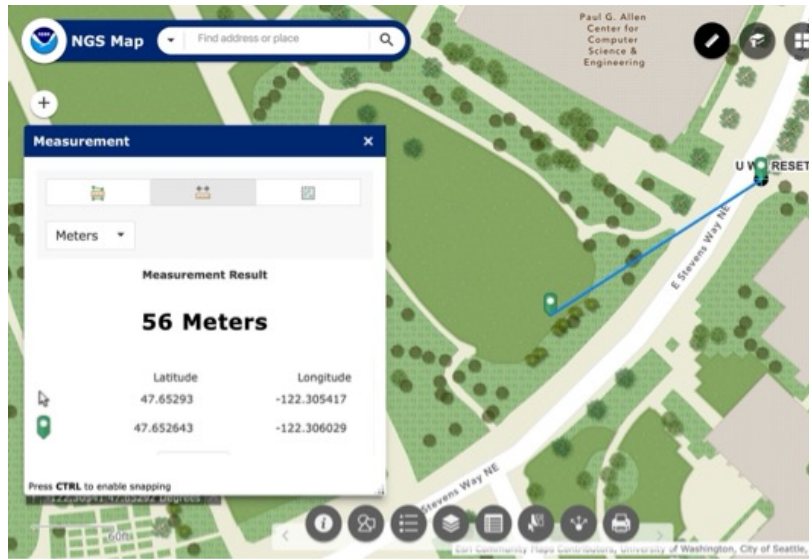 NGS Map
Find address or place
Paul G. Allen
Center for
Computer
Science &
Engineering
Measurement
Meters
Measurement Result
56 Meters
Latitude Longitude
47.65293 -122.305417
47.652643 -122.306029
Press CTRL to enable snapping
60ft
U W RESET
E Stevens Way NE
Stevens Way NE
Esri Community Maps Contributors, University of Washington, City of Seattle